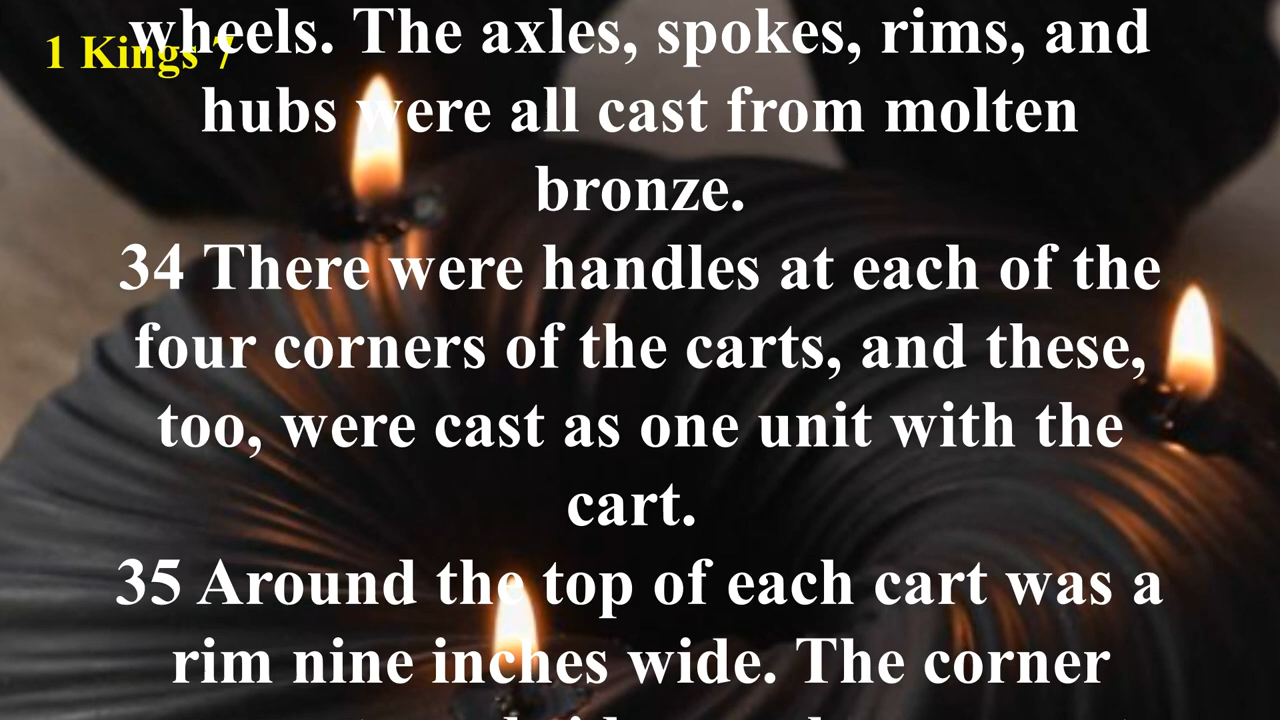 1 Kings 7
wheels. The axles, spokes, rims, and
hubs were all cast from molten
bronze.
34 There were handles at each of the
four corners of the carts, and these,
too, were cast as one unit with the
cart.
35 Around the top of each cart was a
rim nine inches wide. The corner